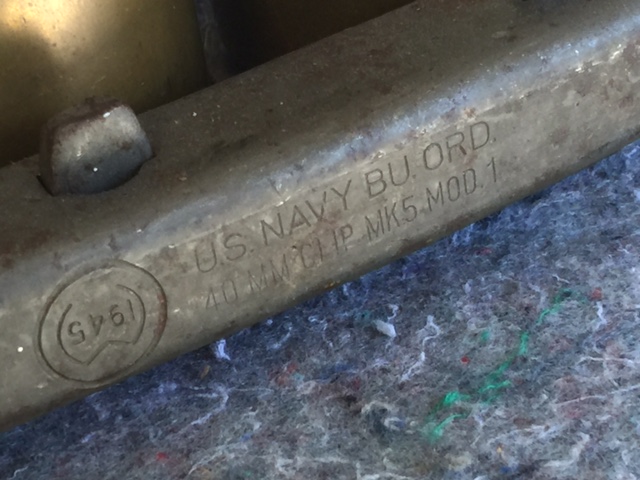 U.S. NAVY BU. ORD.
40 MM CLIP MK5 MOD. 1
1945